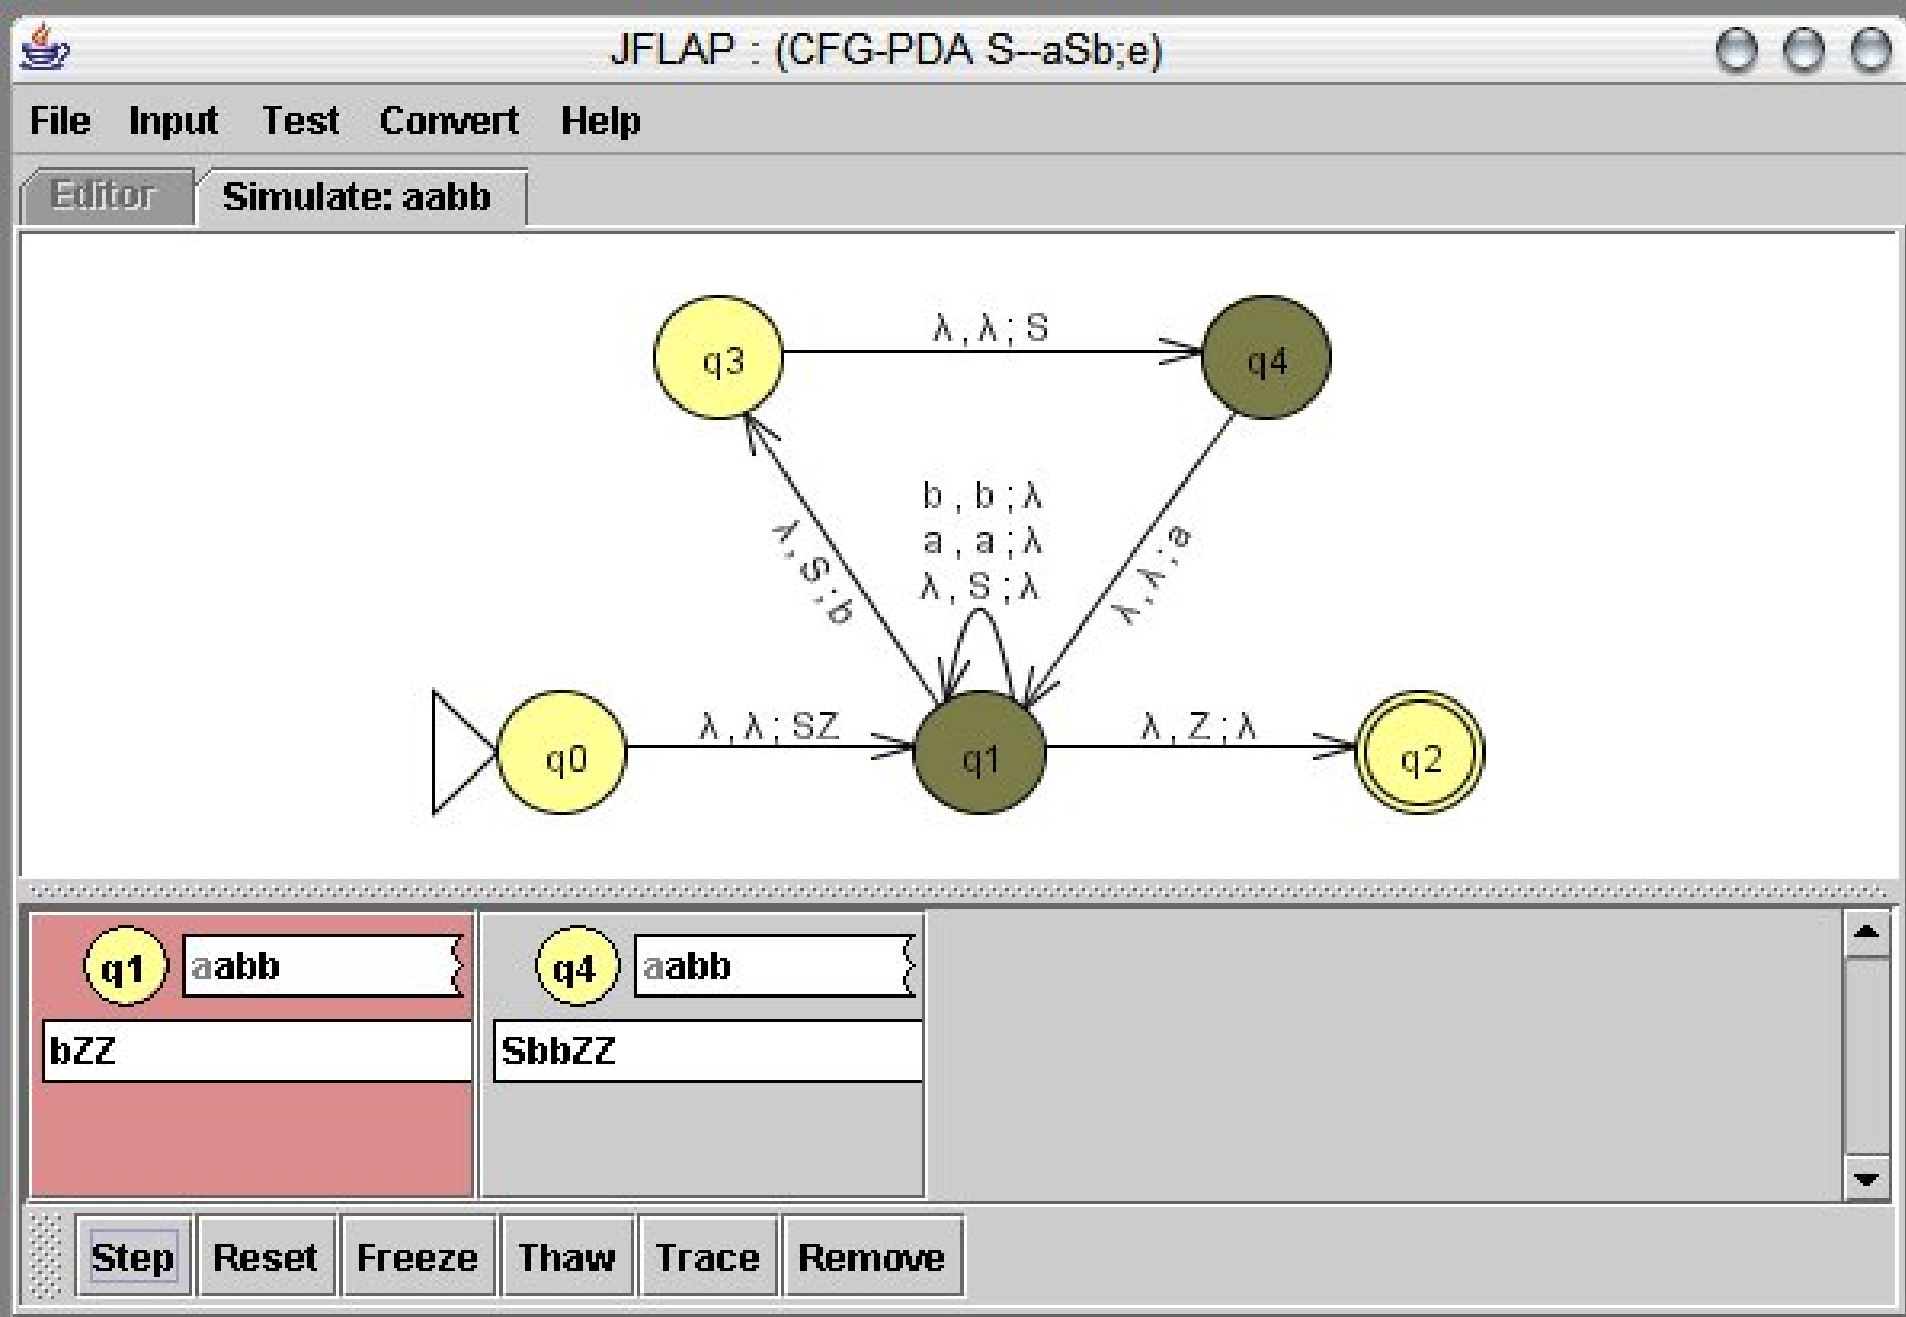 JFLAP : (CFG-PDA S--aSb;e)
File Input Test Convert Help
Editor Simulate: aabb
q3
λ , λ ; S
q4
λ , S ; b
b , b ; λ
a , a ; λ
λ , S ; λ
λ , λ ; a
q0
λ , λ ; SZ
q1
λ , Z ; λ
q2
q1 aabb
bZZ
q4 aabb
SbbZZ
Step Reset Freeze Thaw Trace Remove